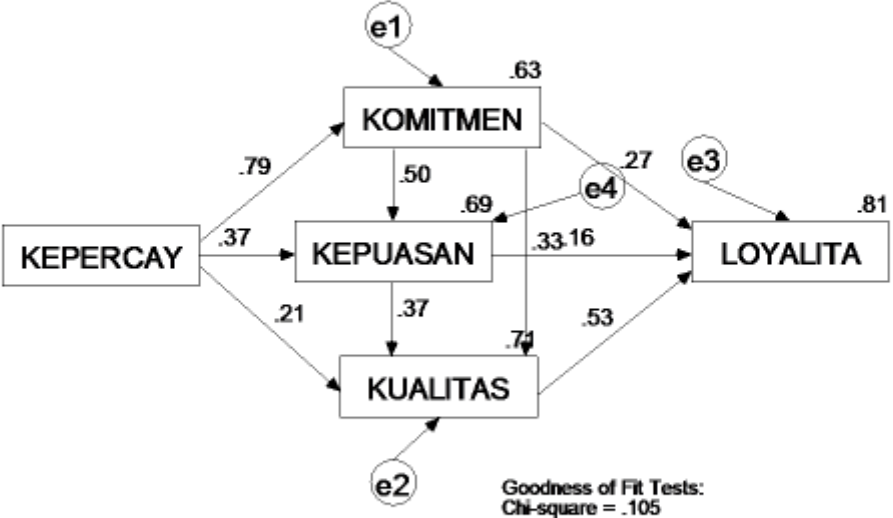 e1
.63
KOMITMEN
.79
.50
.27
e3
e4
.69
.81
KEPERCAY
.37
KEPUASAN
.33
.16
LOYALITA
.21
.37
.53
.71
KUALITAS
e2
Goodness of Fit Tests:
Chi-square = .105